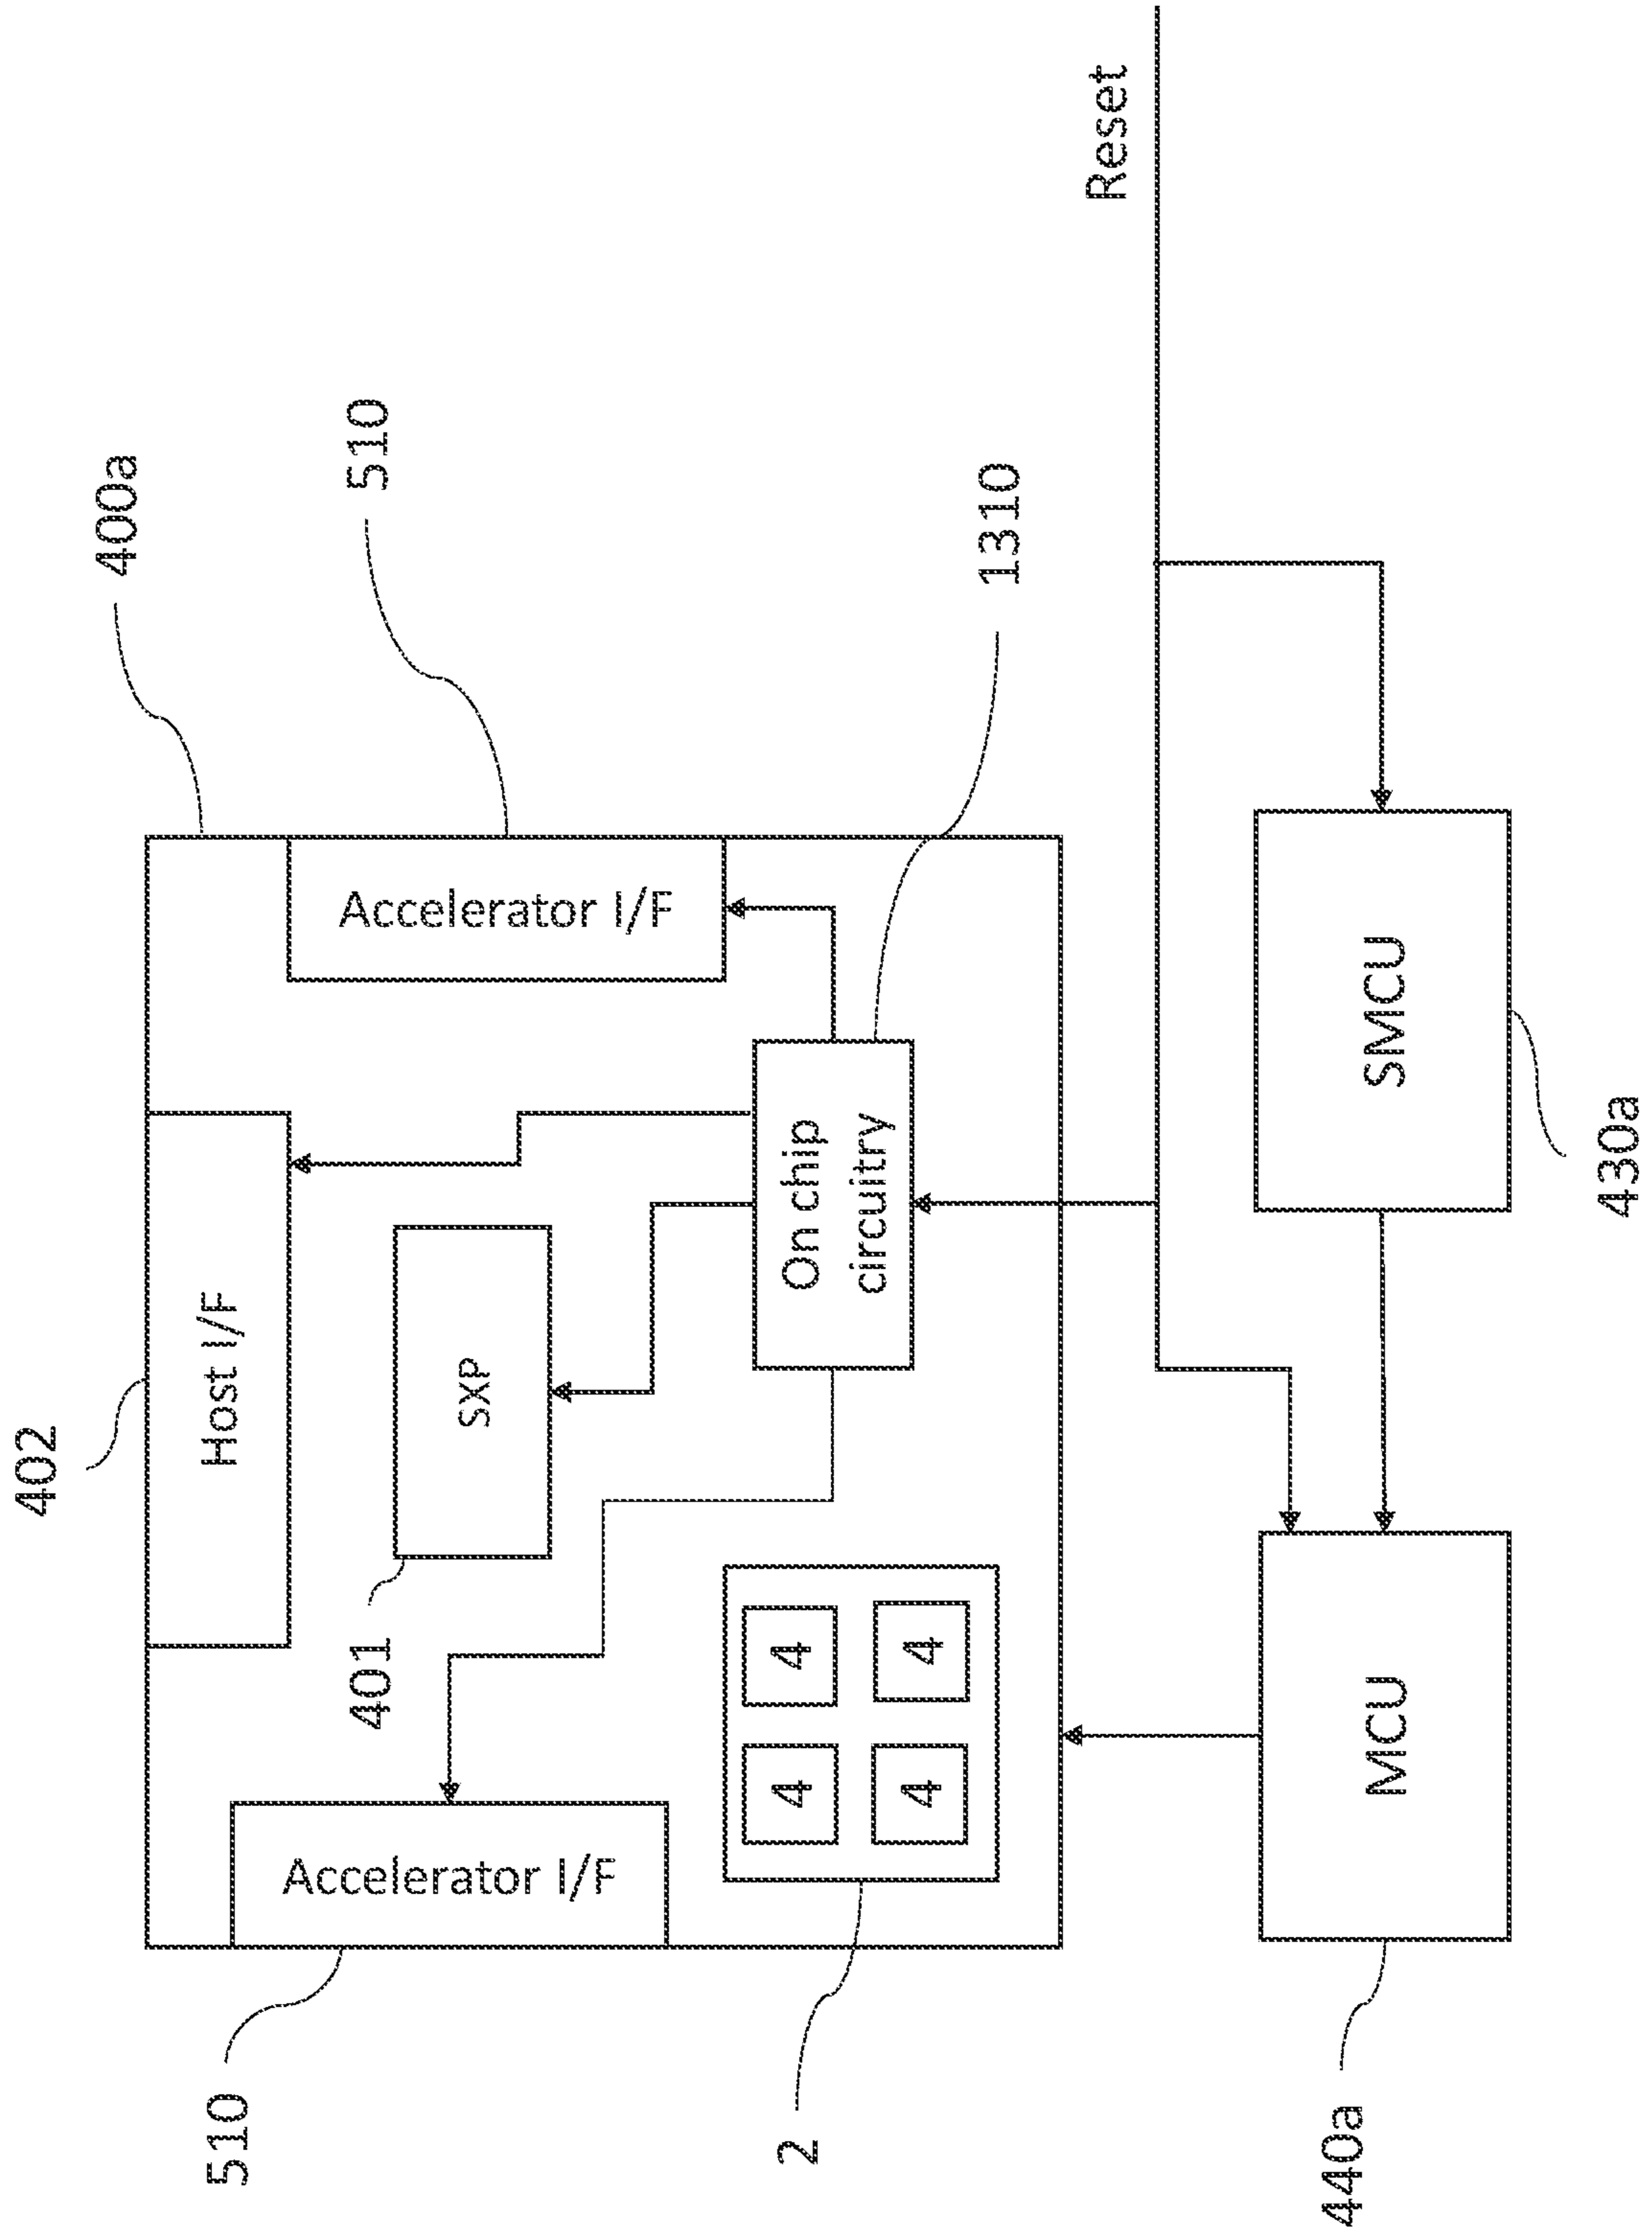 402
400a
510
Host I/F
401
510
Accelerator I/F
SXP
Accelerator I/F
2
4
4
4
4
On chip
circuitry
1310
Reset
440a
MCU
SMCU
430a